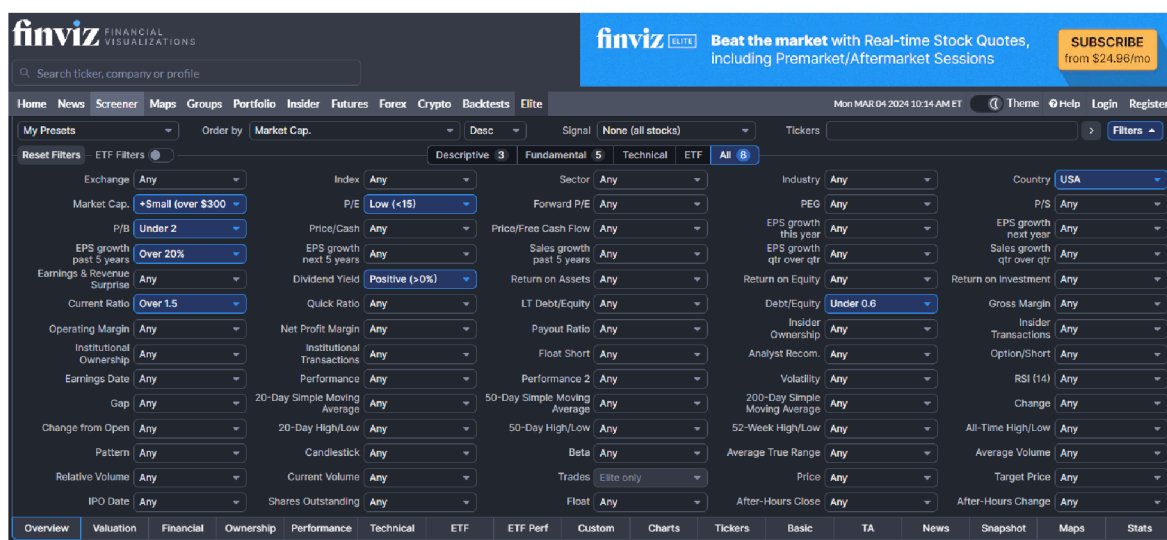 finviz FINANCIAL VISUALIZATIONS
finviz ELITE Beat the market with Real-time Stock Quotes, including Premarket/Aftermarket Sessions SUBSCRIBE from $24.96/mo
Search ticker, company or profile
Home News Screener Maps Groups Portfolio Insider Futures Forex Crypto Backtests Elite Mon MAR 04 2024 10:14 AM ET Theme Help Login Register
My Presets Order by Market Cap. Desc Signal None (all stocks) Tickers > Filters
Reset Filters ETF Filters Descriptive 3 Fundamental 5 Technical ETF All 8
Exchange Any Index Any Sector Any Industry Any Country USA
Market Cap. +Small (over $300 P/E Low (<15) Forward P/E Any PEG Any P/S Any
P/B Under 2 Price/Cash Any Price/Free Cash Flow Any EPS growth this year Any EPS growth next year Any
EPS growth past 5 years Over 20% EPS growth next 5 years Any Sales growth past 5 years Any EPS growth qtr over qtr Any Sales growth qtr over qtr Any
Earnings & Revenue Surprise Any Dividend Yield Positive (>0%) Return on Assets Any Return on Equity Any Return on Investment Any
Current Ratio Over 1.5 Quick Ratio Any LT Debt/Equity Any Debt/Equity Under 0.6 Gross Margin Any
Operating Margin Any Net Profit Margin Any Payout Ratio Any Insider Ownership Any Insider Transactions Any
Institutional Ownership Any Institutional Transactions Any Float Short Any Analyst Recom. Any Option/Short Any
Earnings Date Any Performance Any Performance 2 Any Volatility Any RSI (14) Any
Gap Any 20-Day Simple Moving Average Any 50-Day Simple Moving Average Any 200-Day Simple Moving Average Any Change Any
Change from Open Any 20-Day High/Low Any 50-Day High/Low Any 52-Week High/Low Any All-Time High/Low Any
Pattern Any Candlestick Any Beta Any Average True Range Any Average Volume Any
Relative Volume Any Current Volume Any Trades Elite only Price Any Target Price Any
IPO Date Any Shares Outstanding Any Float Any After-Hours Close Any After-Hours Change Any
Overview Valuation Financial Ownership Performance Technical ETF ETF Perf Custom Charts Tickers Basic TA News Snapshot Maps Stats